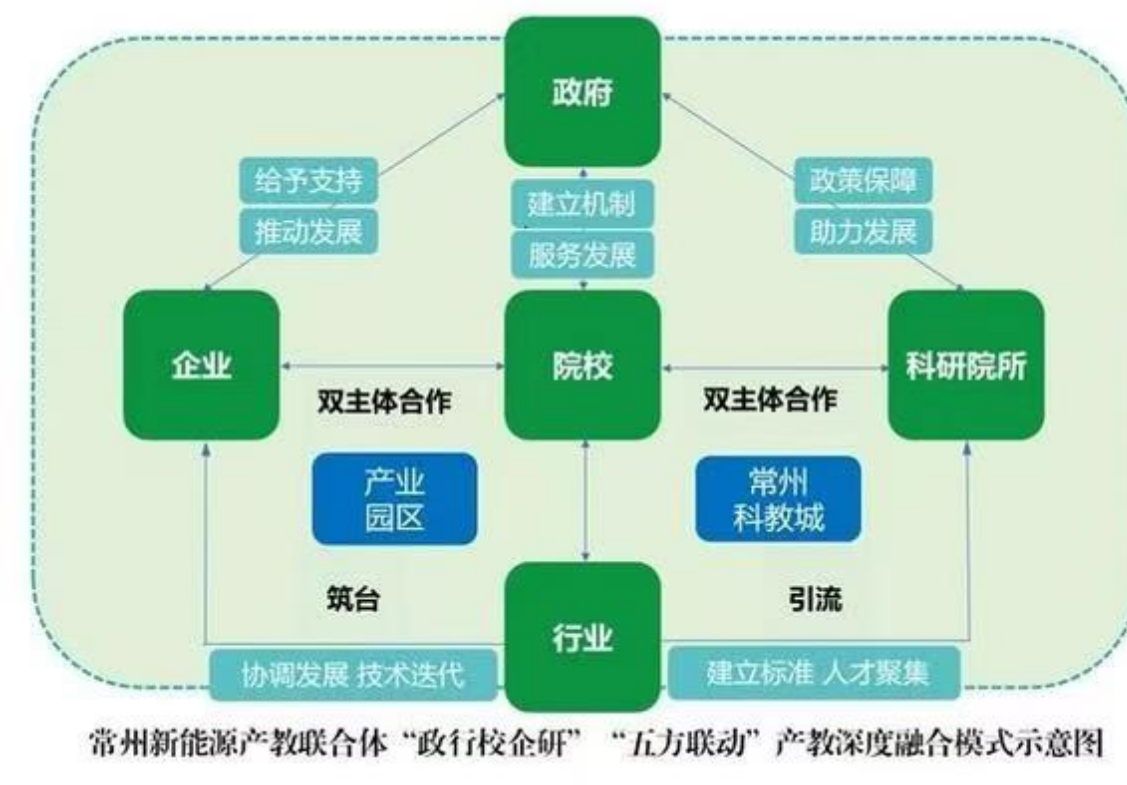 政府
给予支持
推动发展
建立机制
服务发展
政策保障
助力发展
企业
院校
科研院所
双主体合作
双主体合作
产业
园区
常州
科教城
筑台
引流
行业
协调发展 技术迭代
建立标准 人才聚集
常州新能源产教联合体“政行校企研”“五方联动”产教深度融合模式示意图